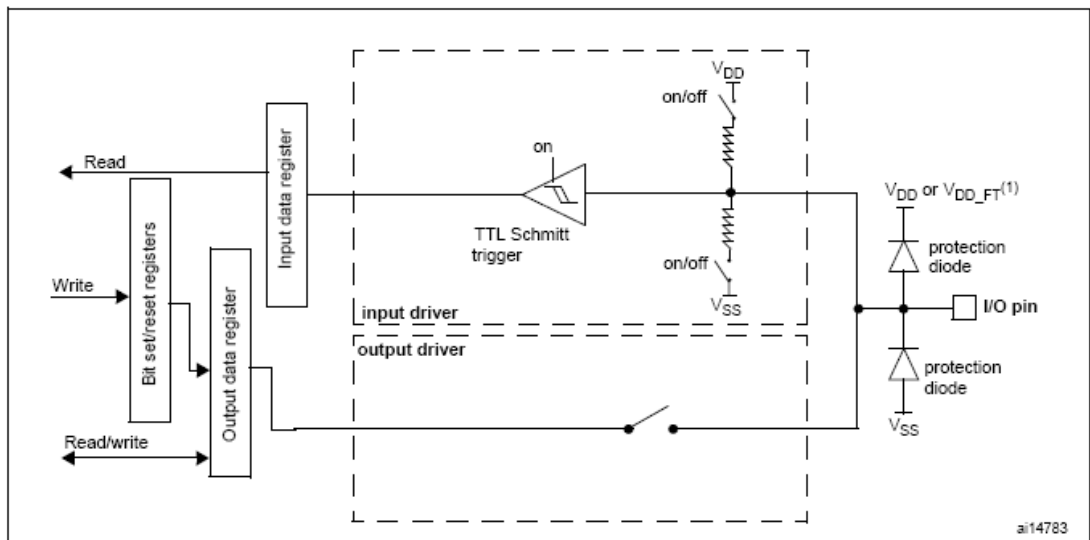 Read
Write
Read/write
Bit set/reset registers
Input data register
Output data register
on
TTL Schmitt
trigger
VDD
on/off
on/off
VSS
input driver
output driver
VDD or VDD_FT(1)
protection
diode
I/O pin
protection
diode
VSS
ai14783